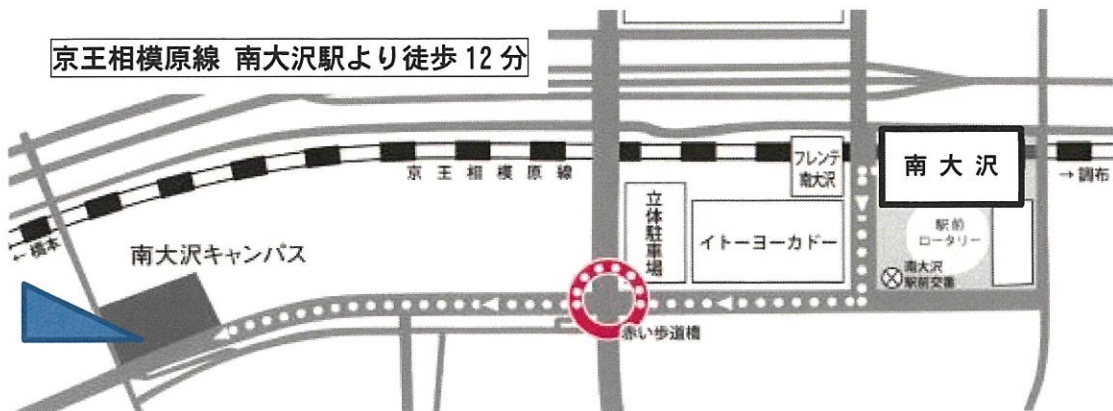 京王相模原線 南大沢駅より徒歩12分
フレンテ
南大沢
南大沢
京王相模原線
→調布
←橋本
立体駐車場
イトーヨーカドー
駅前
ロータリー
南大沢
駅前交番
南大沢キャンパス
赤い歩道橋